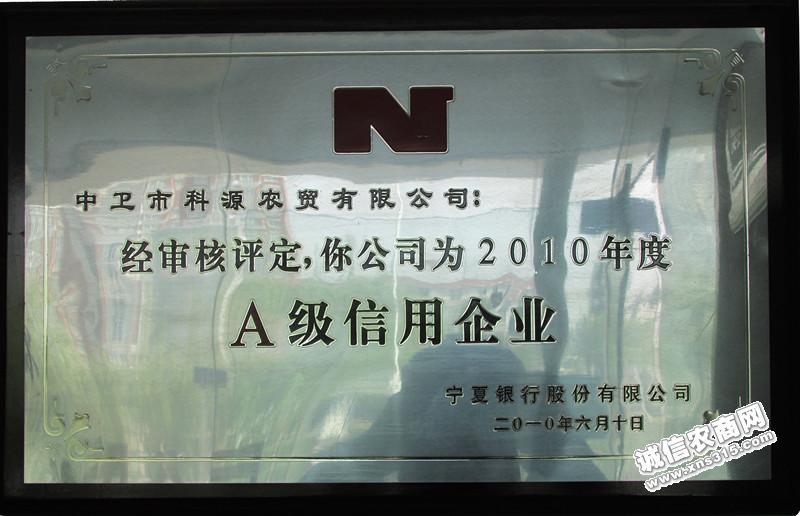 N
中卫市科源农贸有限公司:
经审核评定,你公司为2010年度
A级信用企业
宁夏银行股份有限公司
二0一0年六月十日
诚信农商网
www.xns315.com